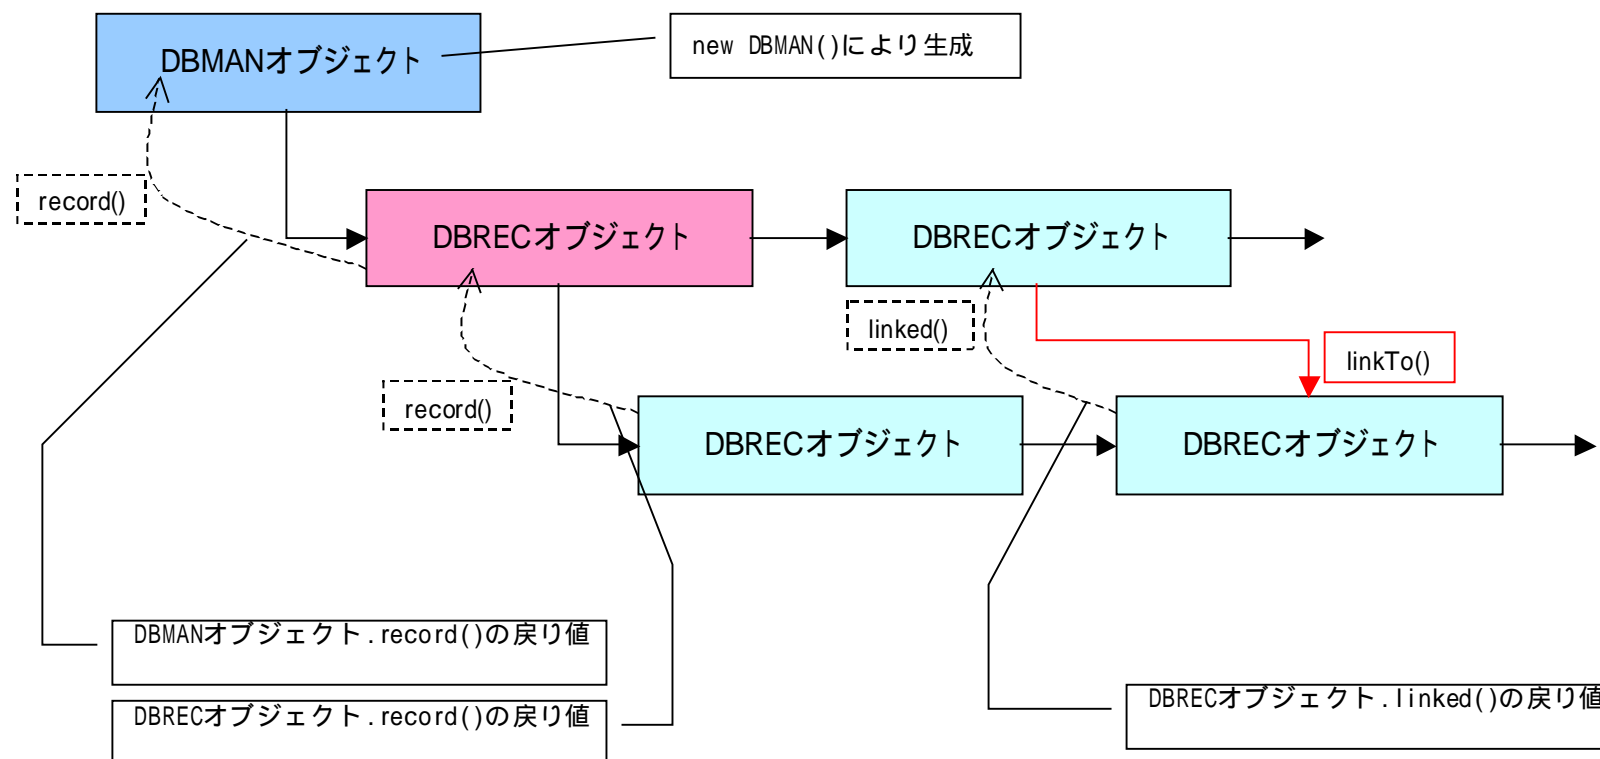 DBMANオブジェクト
new DBMAN()により生成
record()
DBRECオブジェクト
DBRECオブジェクト
linked()
linkTo()
record()
DBRECオブジェクト
DBRECオブジェクト
DBMANオブジェクト.record()の戻り値
DBRECオブジェクト.linked()の戻り値
DBRECオブジェクト.record()の戻り値